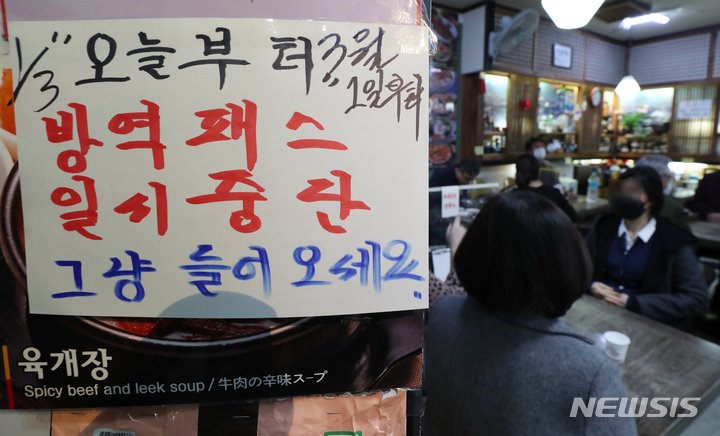 3/1 오늘부터 3월 1일부터
방역패스
일시중단
그냥 들어오세요.
육개장
Spicy beef and leek soup / 牛肉の辛味スープ
NEWSIS